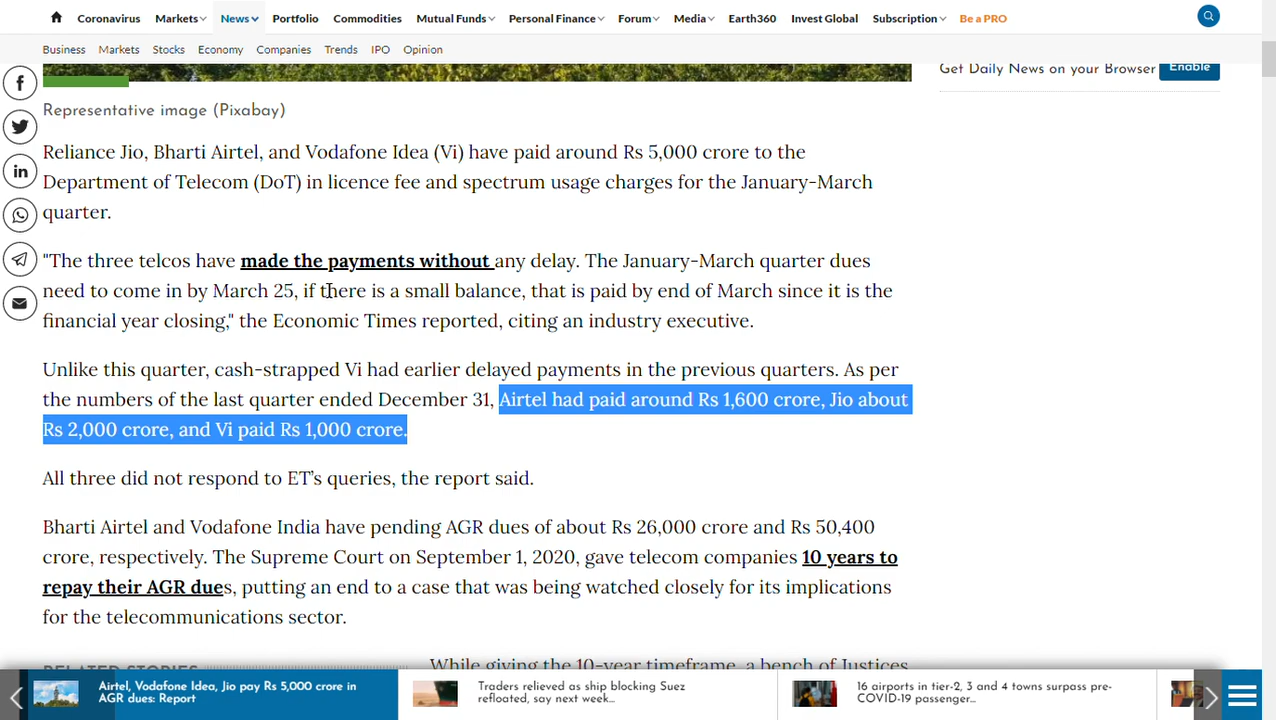 Coronavirus Markets News Portfolio Commodities Mutual Funds Personal Finance Forum Media Earth360 Invest Global Subscription Be a PRO
Business Markets Stocks Economy Companies Trends IPO Opinion
Get Daily News on your Browser Enable
Representative image (Pixabay)
Reliance Jio, Bharti Airtel, and Vodafone Idea (Vi) have paid around Rs 5,000 crore to the
Department of Telecom (DoT) in licence fee and spectrum usage charges for the January-March
quarter.
"The three telcos have made the payments without any delay. The January-March quarter dues
need to come in by March 25, if there is a small balance, that is paid by end of March since it is the
financial year closing," the Economic Times reported, citing an industry executive.
Unlike this quarter, cash-strapped Vi had earlier delayed payments in the previous quarters. As per
the numbers of the last quarter ended December 31, Airtel had paid around Rs 1,600 crore, Jio about
Rs 2,000 crore, and Vi paid Rs 1,000 crore.
All three did not respond to ET's queries, the report said.
Bharti Airtel and Vodafone India have pending AGR dues of about Rs 26,000 crore and Rs 50,400
crore, respectively. The Supreme Court on September 1, 2020, gave telecom companies 10 years to
repay their AGR dues, putting an end to a case that was being watched closely for its implications
for the telecommunications sector.
RELATED STORIES
While giving the 10-year timeframe, a bench of Justices
Airtel, Vodafone Idea, Jio pay Rs 5,000 crore in
AGR dues: Report
Traders relieved as ship blocking Suez
refloated, say next week...
16 airports in tier-2, 3 and 4 towns surpass pre-
COVID-19 passenger...